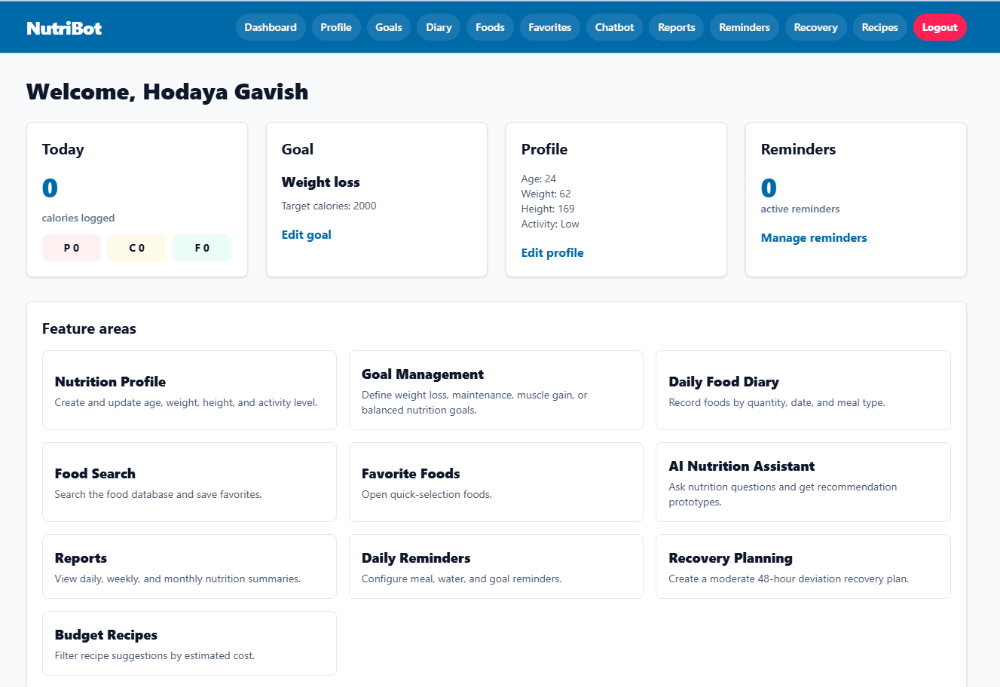 NutriBot
Dashboard
Profile
Goals
Diary
Foods
Favorites
Chatbot
Reports
Reminders
Recovery
Recipes
Logout
Welcome, Hodaya Gavish
Today
0
calories logged
P 0
C 0
F 0
Goal
Weight loss
Target calories: 2000
Edit goal
Profile
Age: 24
Weight: 62
Height: 169
Activity: Low
Edit profile
Reminders
0
active reminders
Manage reminders
Feature areas
Nutrition Profile
Create and update age, weight, height, and activity level.
Goal Management
Define weight loss, maintenance, muscle gain, or
balanced nutrition goals.
Daily Food Diary
Record foods by quantity, date, and meal type.
Food Search
Search the food database and save favorites.
Favorite Foods
Open quick-selection foods.
AI Nutrition Assistant
Ask nutrition questions and get recommendation
prototypes.
Reports
View daily, weekly, and monthly nutrition summaries.
Daily Reminders
Configure meal, water, and goal reminders.
Recovery Planning
Create a moderate 48-hour deviation recovery plan.
Budget Recipes
Filter recipe suggestions by estimated cost.